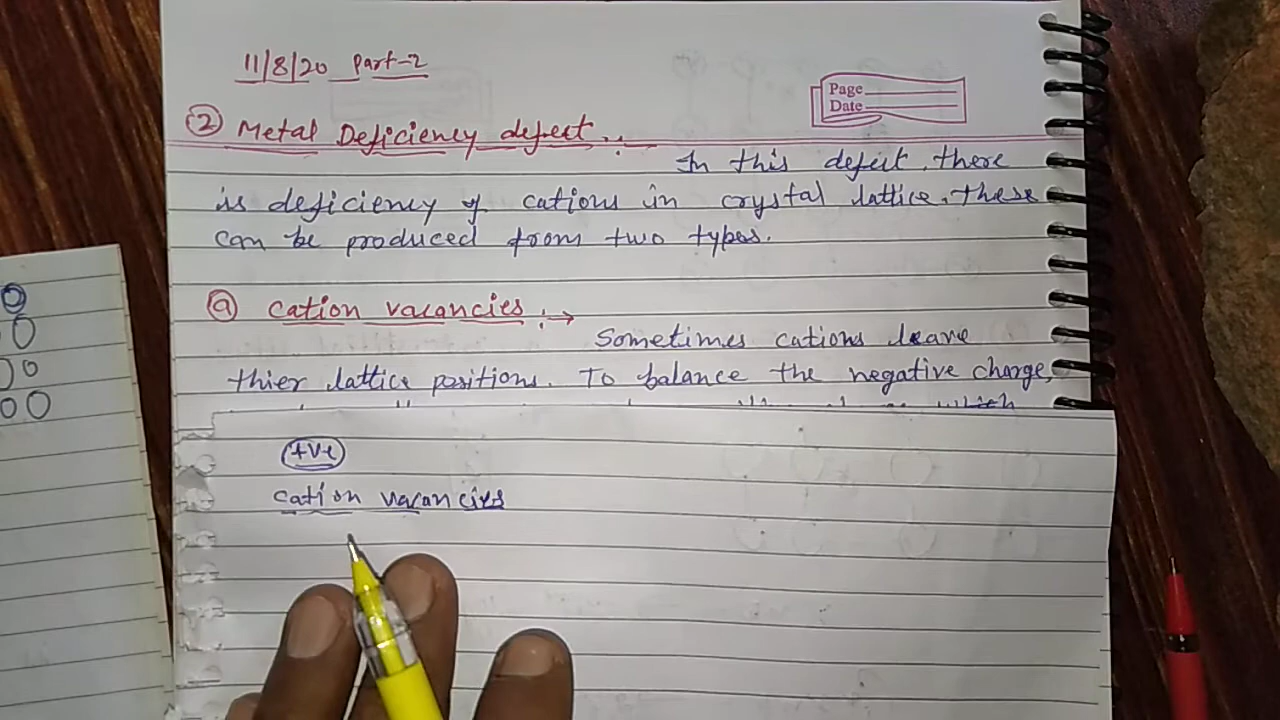 11/8/20 Part-2
Page
Date
② Metal Deficiency defect :
In this defect, there
is deficiency of cations in crystal lattice. These
can be produced from two types.
ⓐ Cation vacancies :→
Sometimes cations leave
thier lattice positions. To balance the negative charge,
which
+ve
cation vacancies